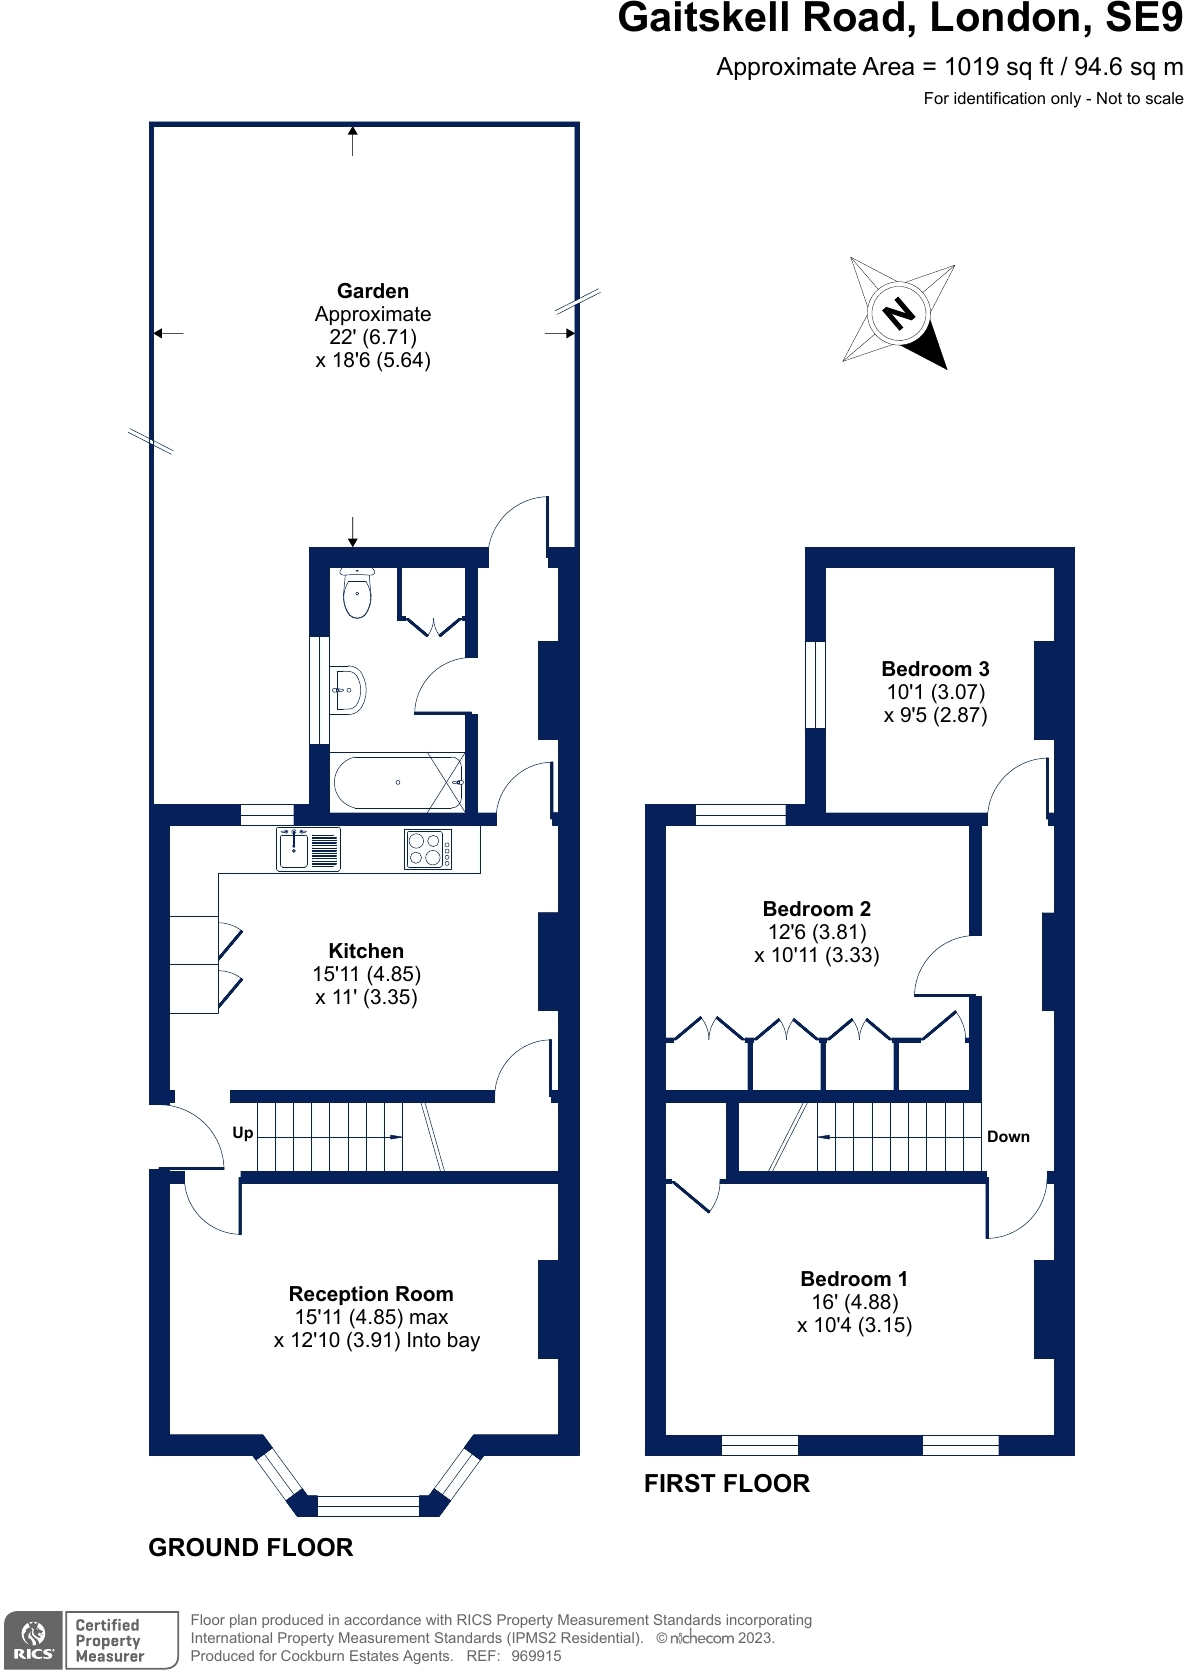 Gaitskell Road, London, SE9
Approximate Area = 1019 sq ft / 94.6 sq m
For identification only - Not to scale
Garden
Approximate
22' (6.71)
x 18'6 (5.64)
N
Bedroom 3
10'1 (3.07)
x 9'5 (2.87)
Kitchen
15'11 (4.85)
x 11' (3.35)
Bedroom 2
12'6 (3.81)
x 10'11 (3.33)
Up
Down
Reception Room
15'11 (4.85) max
x 12'10 (3.91) Into bay
Bedroom 1
16' (4.88)
x 10'4 (3.15)
FIRST FLOOR
GROUND FLOOR
RICS
Certified
Property
Measurer
Floor plan produced in accordance with RICS Property Measurement Standards incorporating
International Property Measurement Standards (IPMS2 Residential). © nichecom 2023.
Produced for Cockburn Estates Agents. REF: 969915